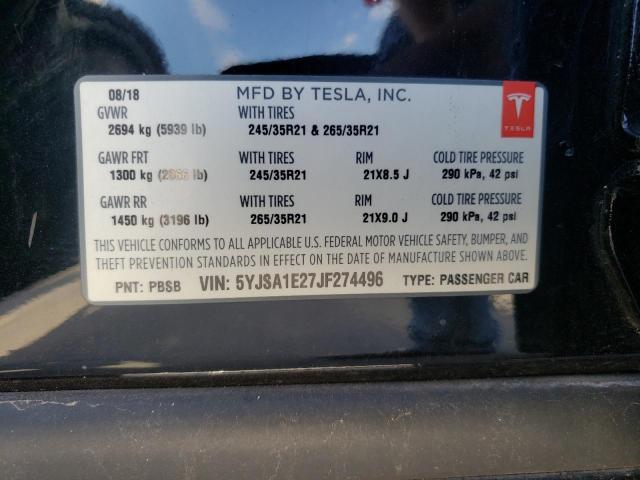 08/18 MFD BY TESLA, INC.
GVWR WITH TIRES
2694 kg (5939 lb) 245/35R21 & 265/35R21
TESLA
GAWR FRT WITH TIRES RIM COLD TIRE PRESSURE
1300 kg (2866 lb) 245/35R21 21X8.5 J 290 kPa, 42 psi
GAWR RR WITH TIRES RIM COLD TIRE PRESSURE
1450 kg (3196 lb) 265/35R21 21X9.0 J 290 kPa, 42 psi
THIS VEHICLE CONFORMS TO ALL APPLICABLE U.S. FEDERAL MOTOR VEHICLE SAFETY, BUMPER, AND
THEFT PREVENTION STANDARDS IN EFFECT ON THE DATE OF MANUFACTURE SHOWN ABOVE.
PNT: PBSB VIN: 5YJSA1E27JF274496 TYPE: PASSENGER CAR